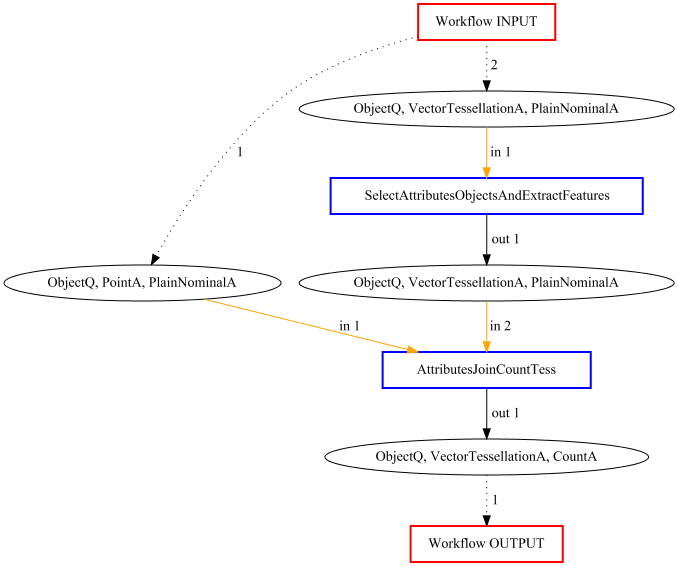 Workflow INPUT
2
ObjectQ, VectorTessellationA, PlainNominalA
1
in 1
SelectAttributesObjectsAndExtractFeatures
out 1
ObjectQ, PointA, PlainNominalA
ObjectQ, VectorTessellationA, PlainNominalA
in 1
in 2
AttributesJoinCountTess
out 1
ObjectQ, VectorTessellationA, CountA
1
Workflow OUTPUT